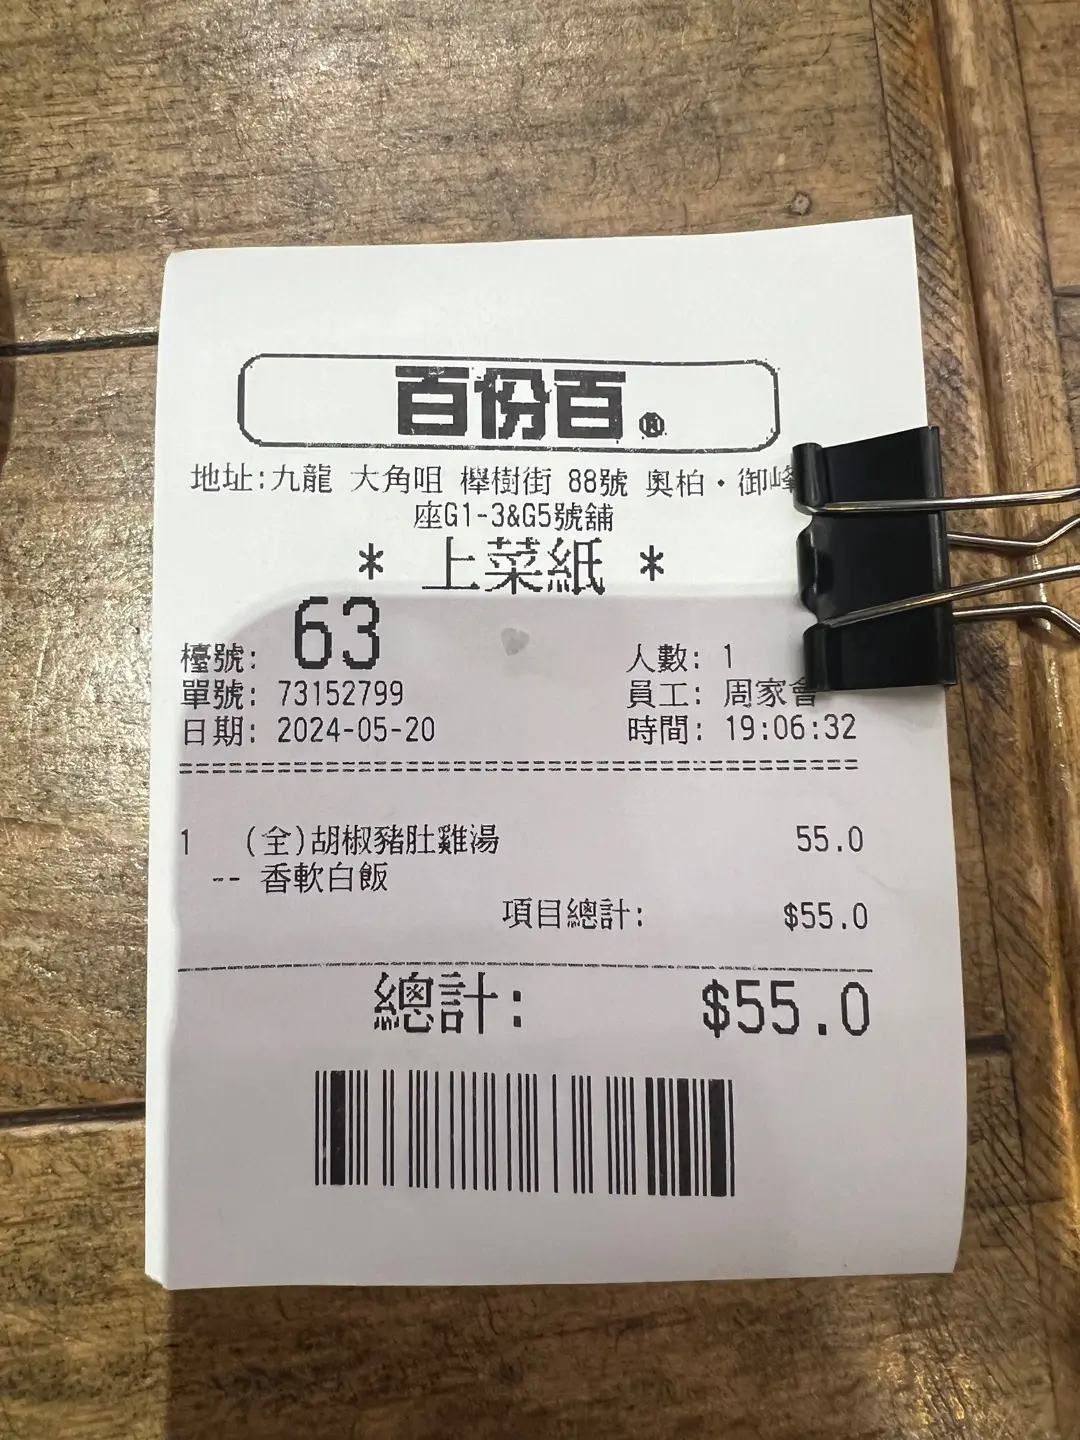 百份百®
地址:九龍 大角咀 櫸樹街 88號 奧柏·御峰
座G1-3&G5號舖
* 上菜紙 *
檯號: 63 人數: 1
單號: 73152799 員工: 周家會
日期: 2024-05-20 時間: 19:06:32
1 (全)胡椒豬肚雞湯 55.0
-- 香軟白飯
項目總計: $55.0
總計: $55.0